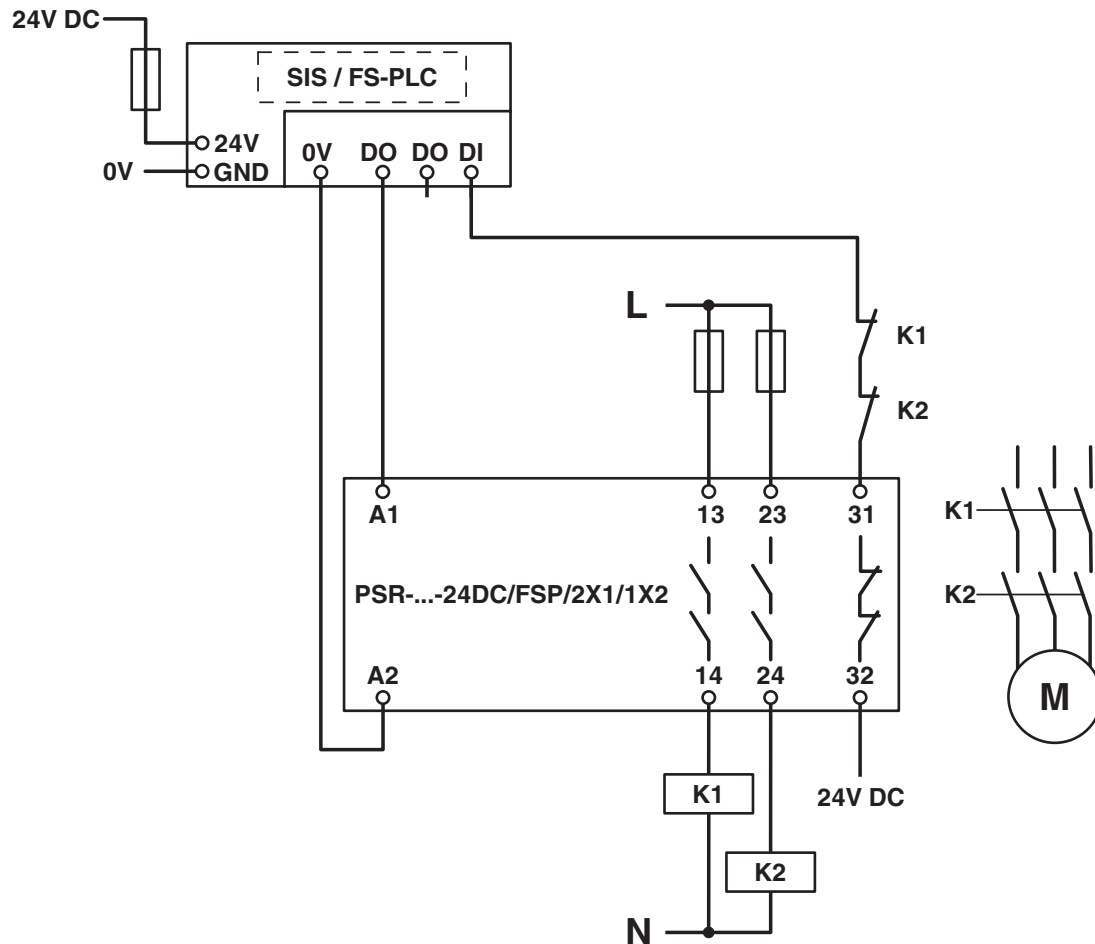 24V DC
SIS / FS-PLC
24V
0V
GND
0V DO DO DI
L
K1
K2
A1 13 23 31
K1
PSR-...-24DC/FSP/2X1/1X2
K2
A2 14 24 32
M
K1
24V DC
K2
N